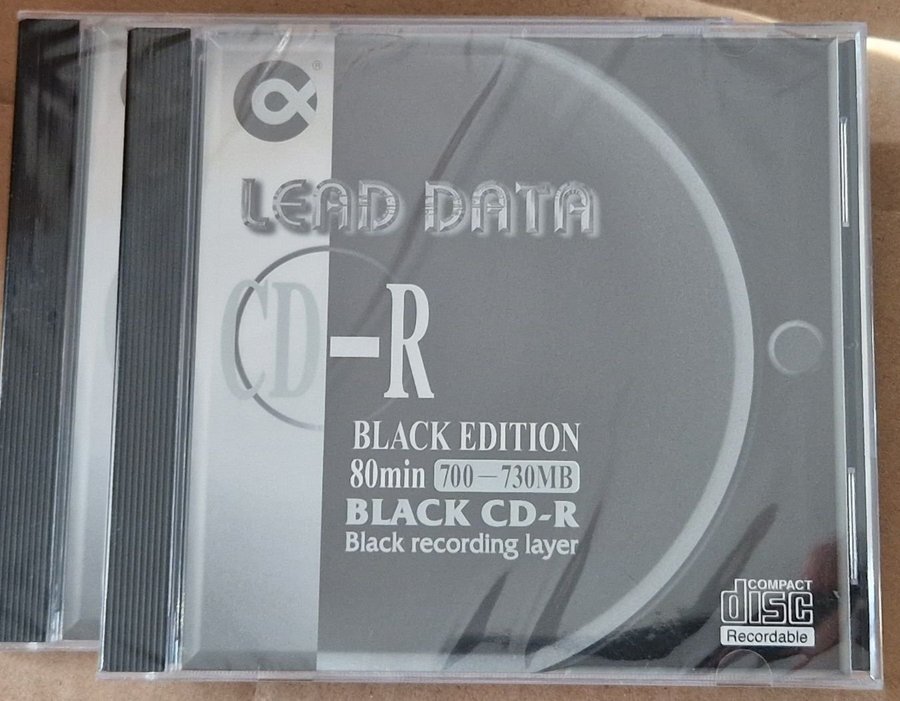 ®
LEAD DATA
CD-R
BLACK EDITION
80min 700-730MB
BLACK CD-R
Black recording layer
COMPACT
disc
Recordable